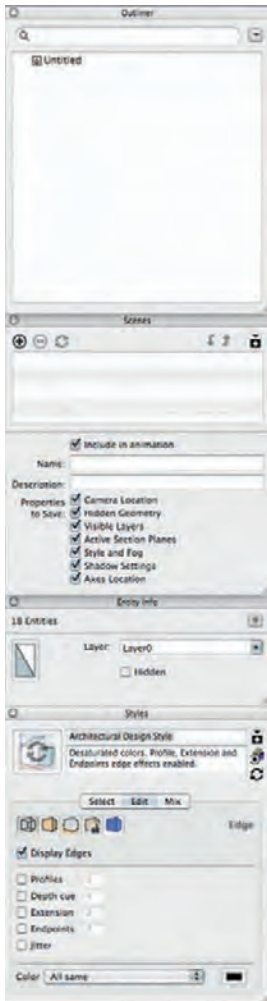 Outliner
Untitled
Scenes
Include in animation
Name:
Description:
Properties to Save:
Camera Location
Hidden Geometry
Visible Layers
Active Section Planes
Style and Fog
Shadow Settings
Axes Location
Entity Info
18 Entities
Layer: Layer0
Hidden
Styles
Architectural Design Style
Desaturated colors. Profile, Extension and
Endpoints edge effects enabled.
Select Edit Mix
Edge
Display Edges
Profiles
Depth cue
Extension
Endpoints
Jitter
Color All same